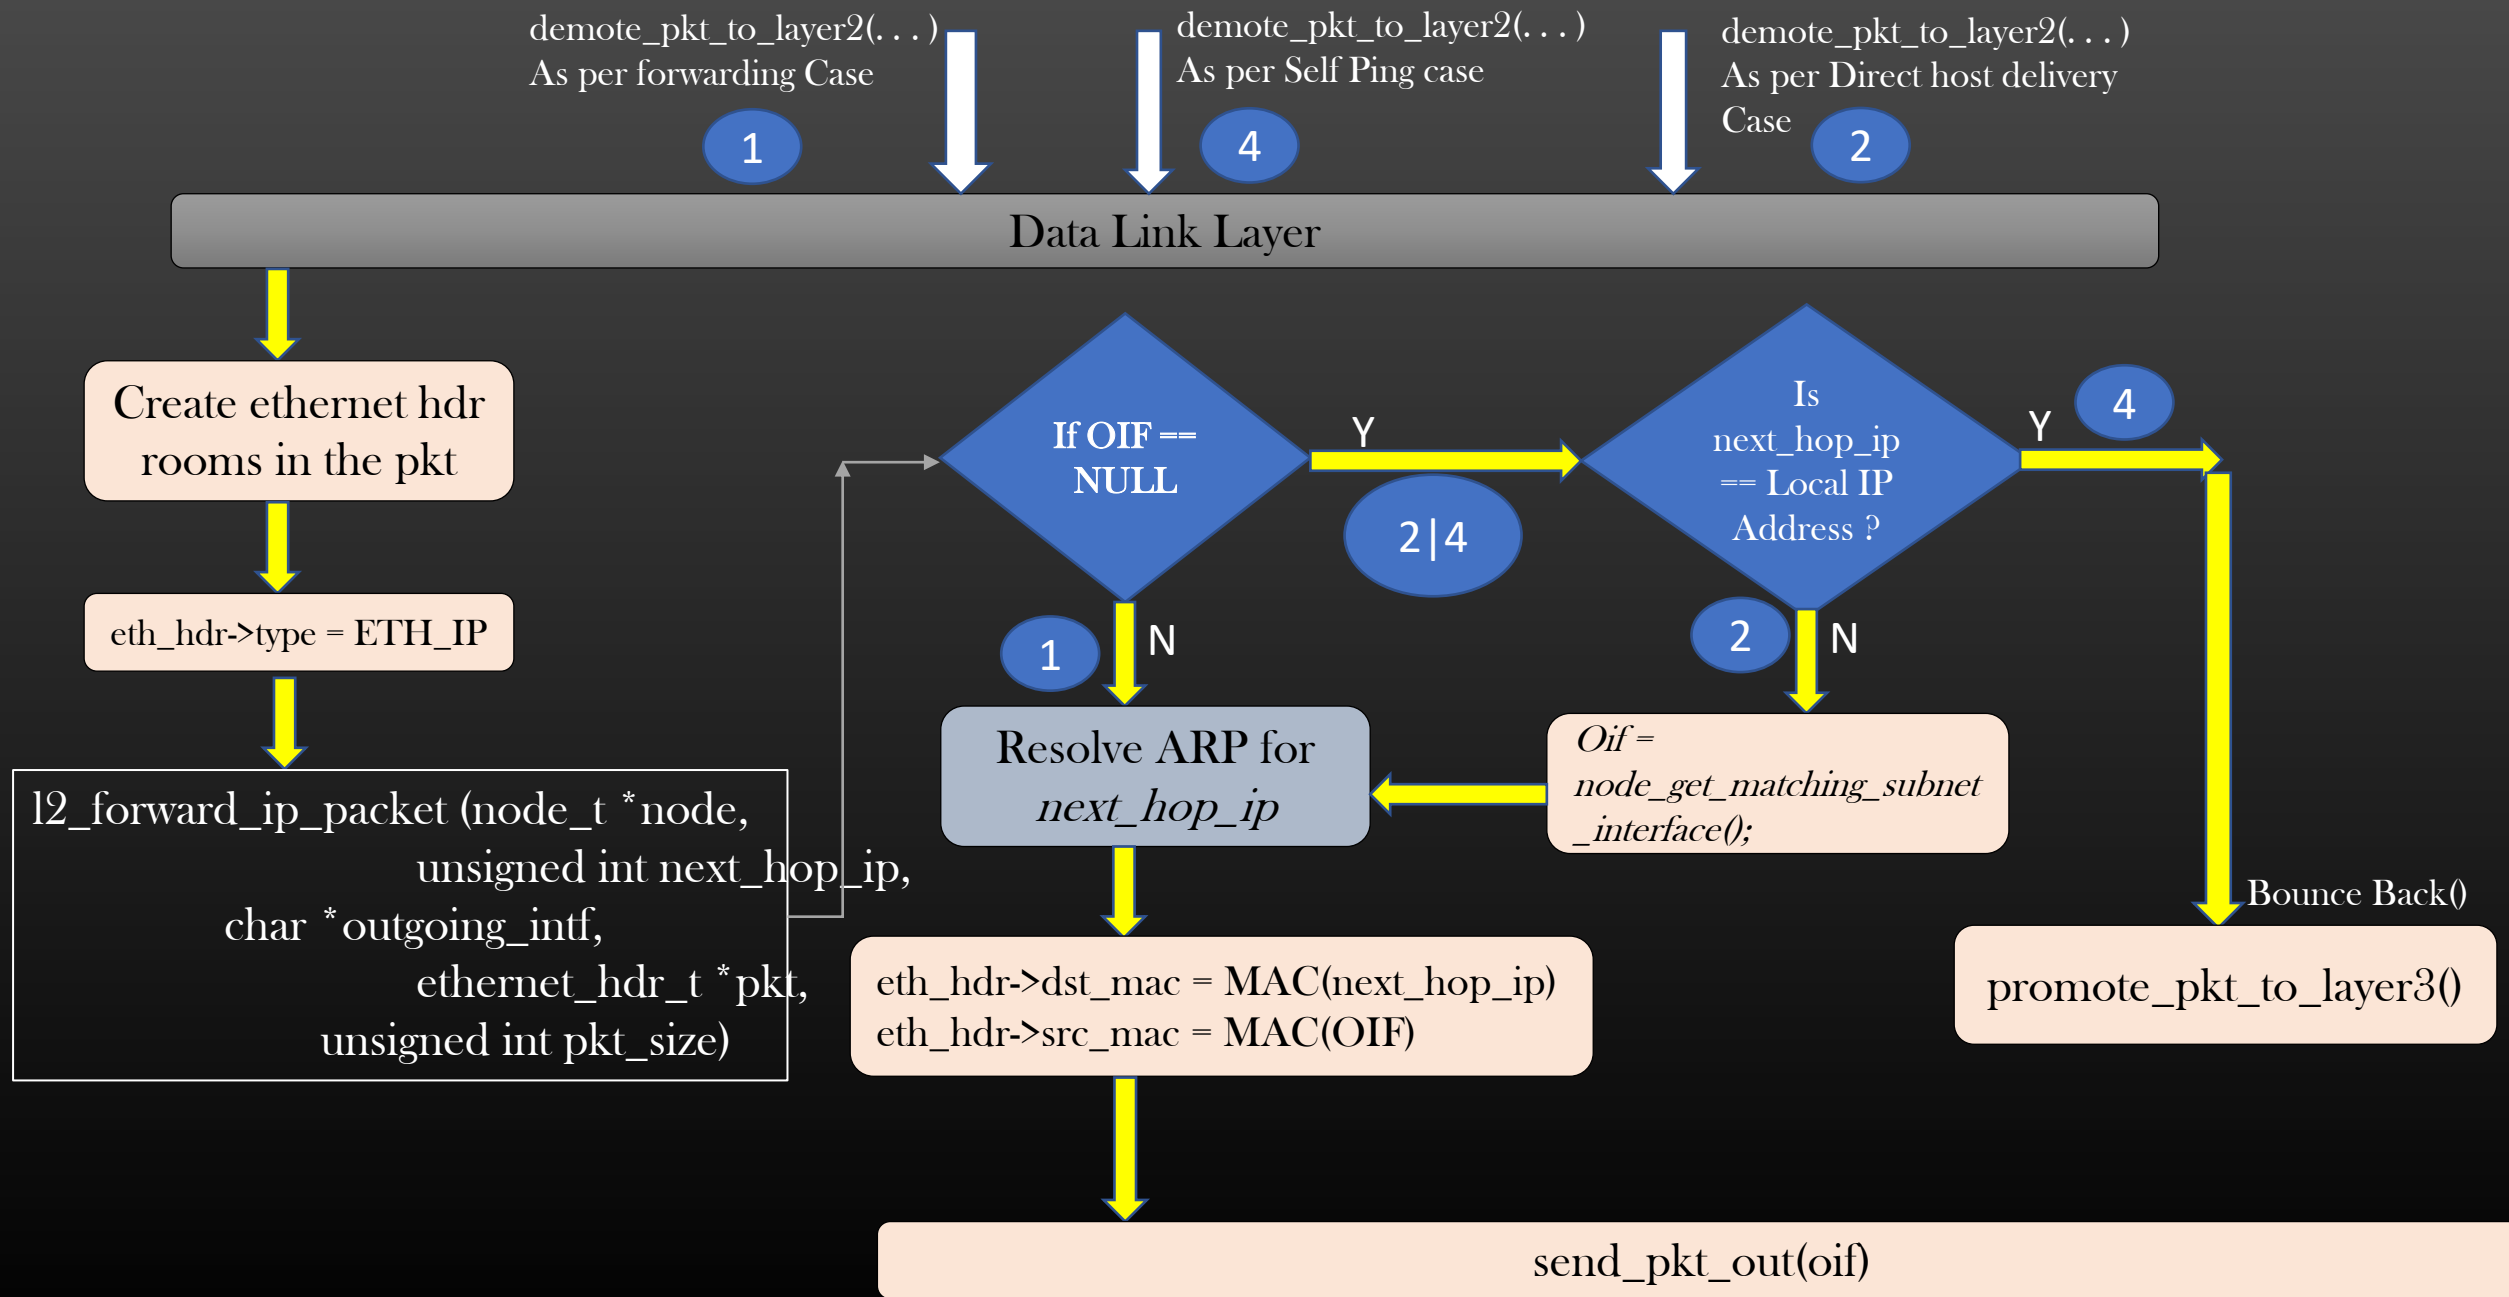 demote_pkt_to_layer2(. . . )
As per forwarding Case
1
demote_pkt_to_layer2(. . . )
As per Self Ping case
4
demote_pkt_to_layer2(. . . )
As per Direct host delivery
Case
2
Data Link Layer
Create ethernet hdr
rooms in the pkt
eth_hdr->type = ETH_IP
l2_forward_ip_packet (node_t *node,
unsigned int next_hop_ip,
char *outgoing_intf,
ethernet_hdr_t *pkt,
unsigned int pkt_size)
If OIF ==
NULL
Y
2|4
Is
next_hop_ip
== Local IP
Address ?
Y
4
1
N
2
N
Resolve ARP for
next_hop_ip
Oif =
node_get_matching_subnet
_interface();
eth_hdr->dst_mac = MAC(next_hop_ip)
eth_hdr->src_mac = MAC(OIF)
Bounce Back()
promote_pkt_to_layer3()
send_pkt_out(oif)